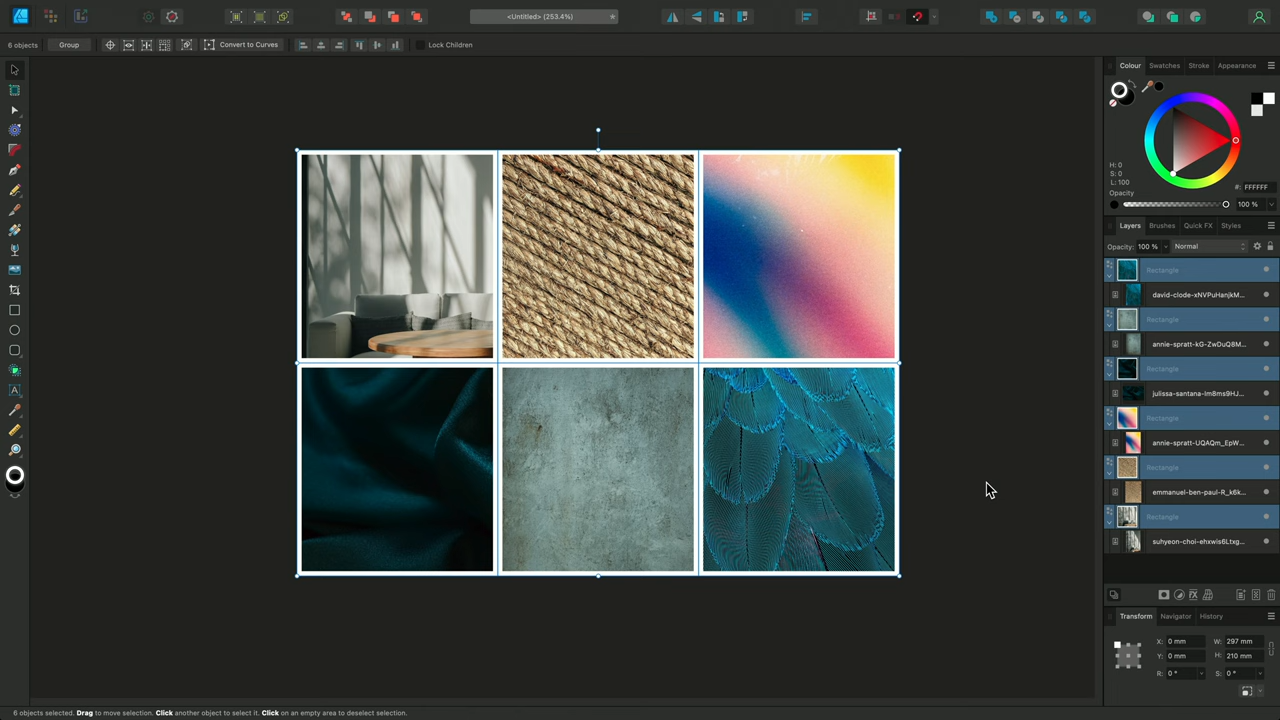 <Untitled> (253.4%)
6 objects
Group
Convert to Curves
Lock Children
Colour
Swatches
Stroke
Appearance
H: 0
S: 0
L: 100
#: FFFFFF
Opacity
100 %
Layers
Brushes
Quick FX
Styles
Opacity: 100 %
Normal
Rectangle
david-clode-xNVPuHanjkM...
Rectangle
annie-spratt-kG-ZwDuQ8M...
Rectangle
julissa-santana-Im8ms9HJ...
Rectangle
annie-spratt-UQAQm_EpW...
Rectangle
emmanuel-ben-paul-R_k6k...
Rectangle
suhyeon-choi-ehxwis6Ltxg...
Transform
Navigator
History
X: 0 mm
W: 297 mm
Y: 0 mm
H: 210 mm
R: 0 °
S: 0 °
6 objects selected. Drag to move selection. Click another object to select it. Click on an empty area to deselect selection.